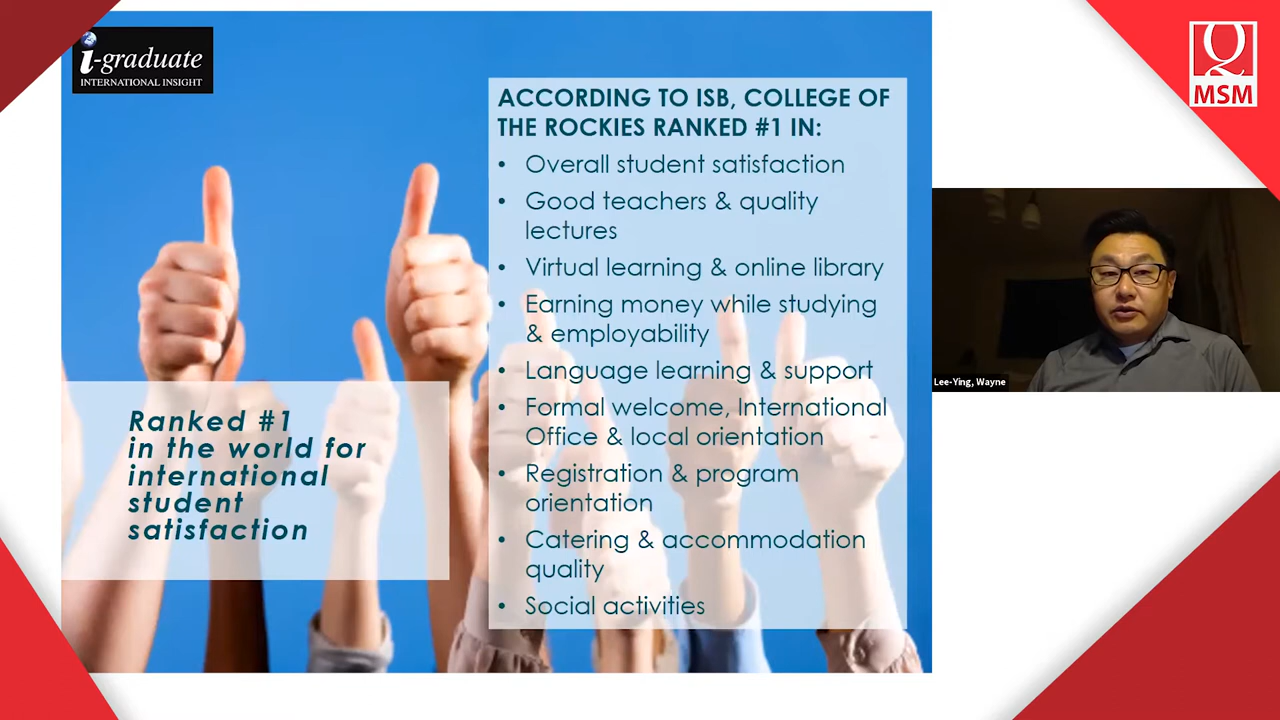 i-graduate
INTERNATIONAL INSIGHT
ACCORDING TO ISB, COLLEGE OF
THE ROCKIES RANKED #1 IN:
• Overall student satisfaction
• Good teachers & quality
lectures
• Virtual learning & online library
• Earning money while studying
& employability
• Language learning & support
• Formal welcome, International
Office & local orientation
• Registration & program
orientation
• Catering & accommodation
quality
• Social activities
Ranked #1
in the world for
international
student
satisfaction
MSM
Lee-Ying, Wayne